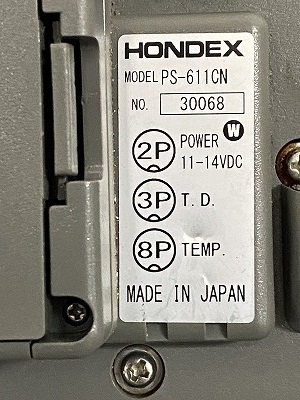 HONDEX
MODEL PS-611CN
NO. 30068
2P POWER W
11-14VDC
3P T.D.
8P TEMP.
MADE IN JAPAN